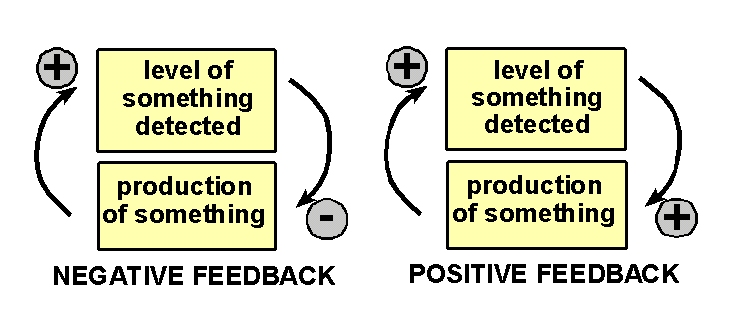 +
level of
something
detected
production
of something
-
NEGATIVE FEEDBACK
+
level of
something
detected
production
of something
+
POSITIVE FEEDBACK